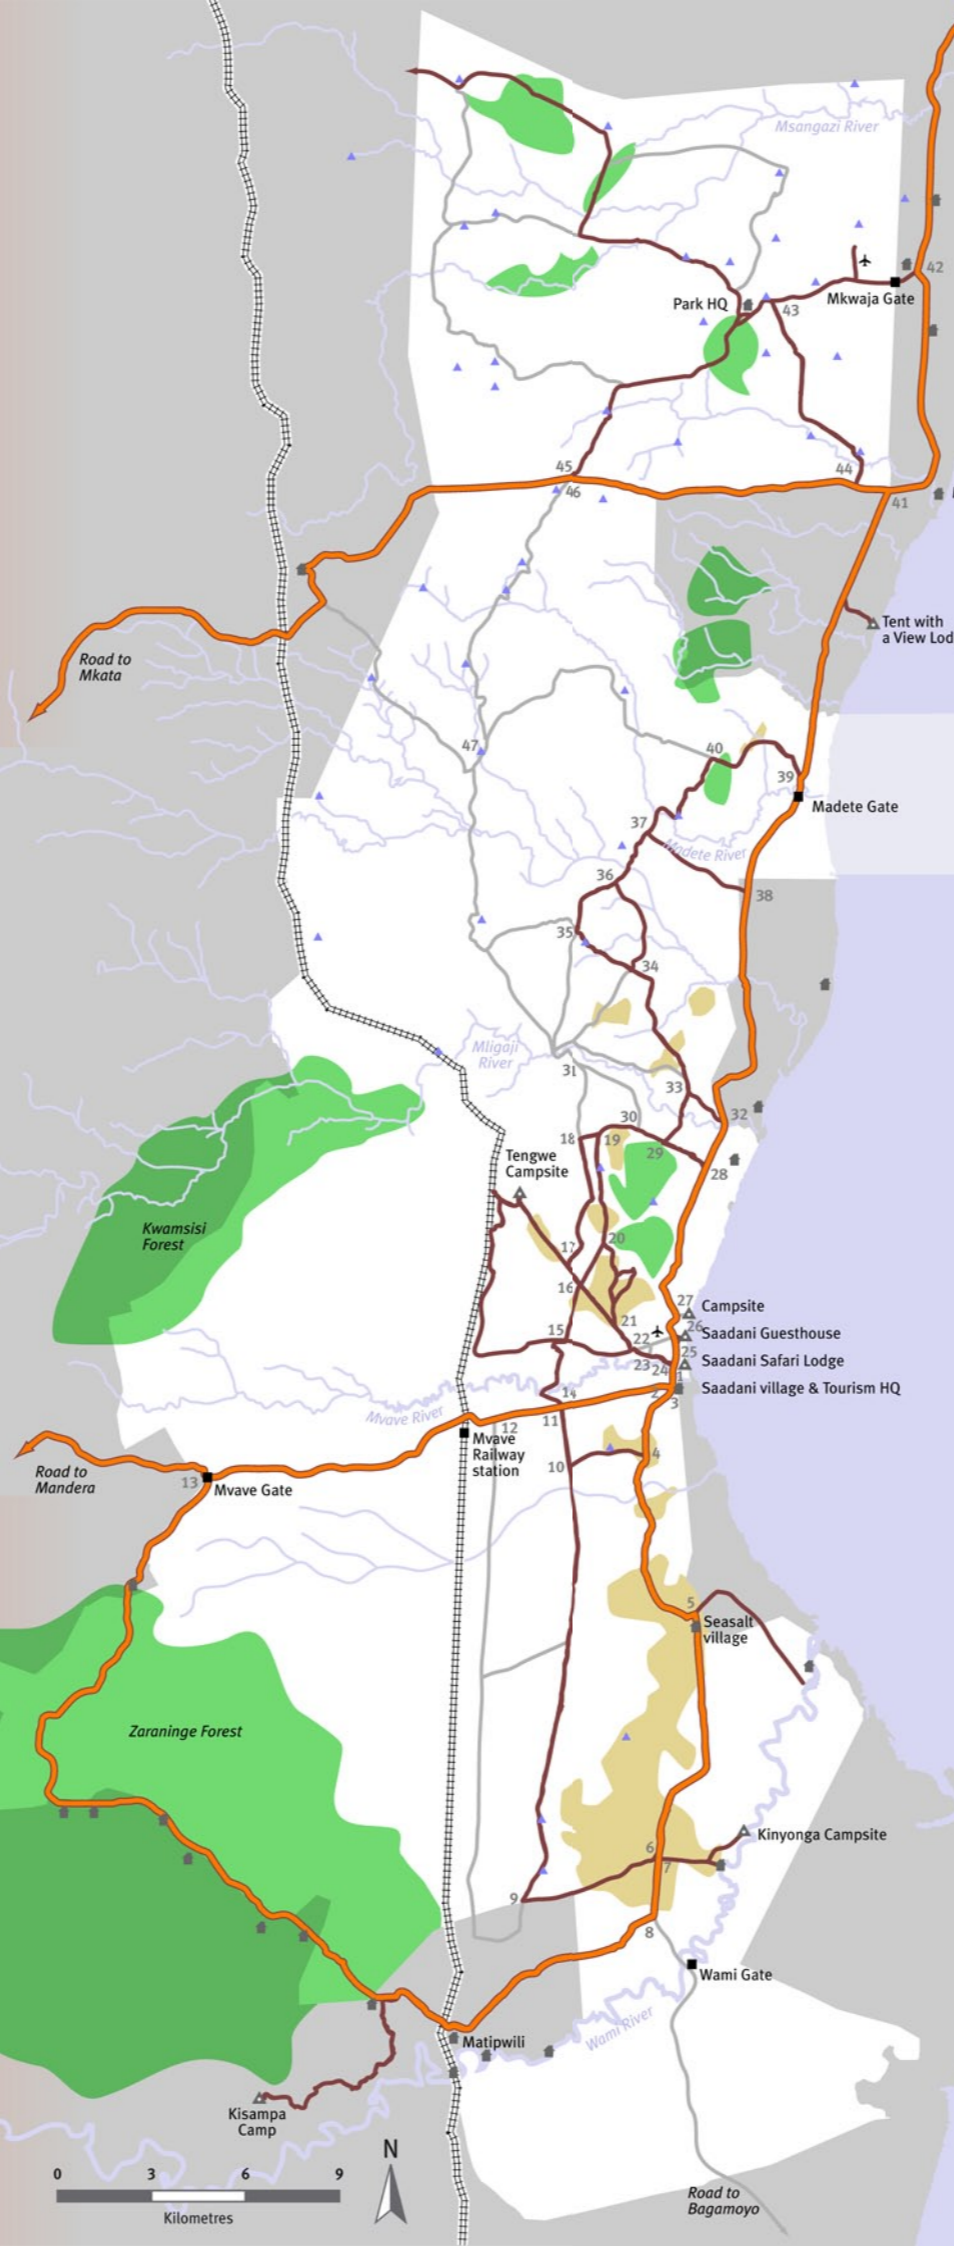 Msangazi River
42
Park HQ
43
Mkwaja Gate
45
46
44
41
Tent with
a View Lod
Road to
Mkata
47
40
39
Madete Gate
37
Madete River
36
38
35
34
Mligaji
River
31
33
32
30
18
19
29
28
Tengwe
Campsite
Kwamsisi
Forest
17
20
16
27
Campsite
21
26
Saadani Guesthouse
15
22
25
23
24
Saadani Safari Lodge
1
2
Saadani village & Tourism HQ
3
14
Mvave River
11
12
Mvave
Railway
station
4
10
Road to
Mandera
13
Mvave Gate
5
Seasalt
village
Zaraninge Forest
6
7
Kinyonga Campsite
9
8
Wami Gate
Wami River
Matipwili
Kisampa
Camp
N
0 3 6 9
Kilometres
Road to
Bagamoyo